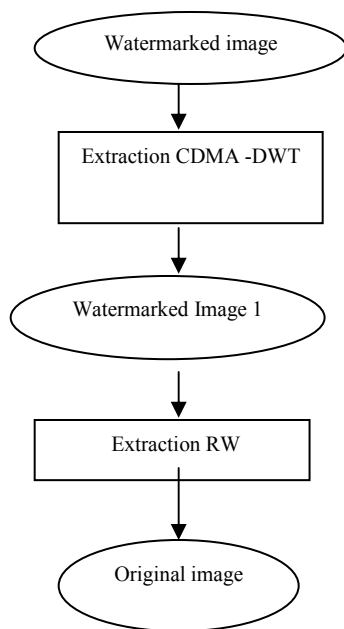 Watermarked image
Extraction CDMA -DWT
Watermarked Image 1
Extraction RW
Original image